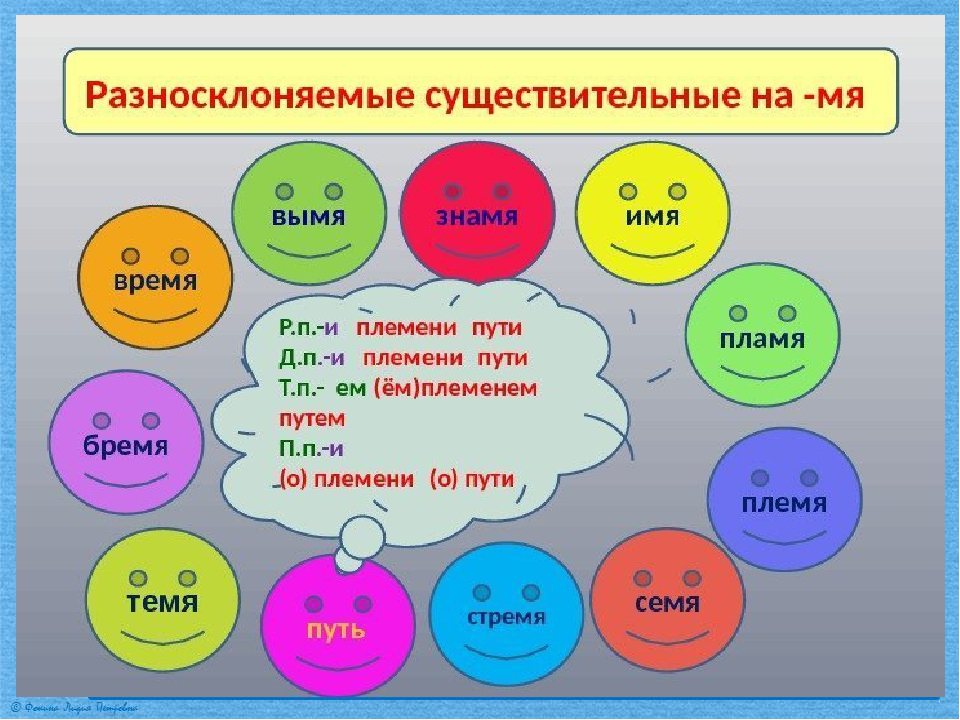 Разносклоняемые существительные на -мя
вымя
знамя
имя
время
пламя
Р.п.-и племени пути
Д.п.-и племени пути
Т.п.- ем (ём)племенем
путем
П.п.-и
(о) племени (о) пути
бремя
племя
темя
путь
стремя
семя
© Фокина Лидия Петровна